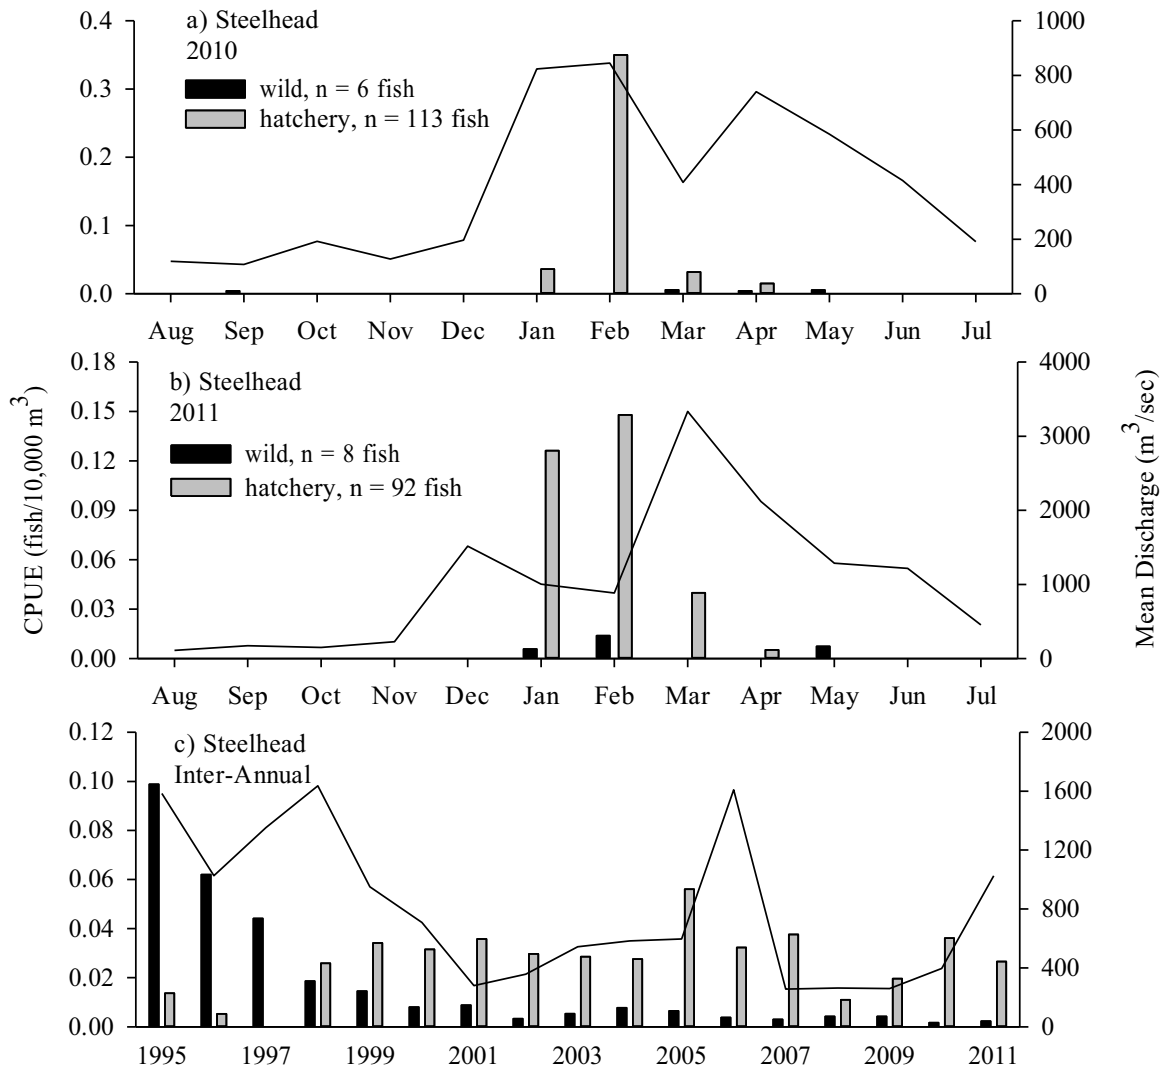 a) Steelhead
2010
wild, n = 6 fish
hatchery, n = 113 fish
0.4
0.3
0.2
0.1
0.0
1000
800
600
400
200
0
Aug Sep Oct Nov Dec Jan Feb Mar Apr May Jun Jul
b) Steelhead
2011
wild, n = 8 fish
hatchery, n = 92 fish
0.18
0.15
0.12
0.09
0.06
0.03
0.00
4000
3000
2000
1000
0
CPUE (fish/10,000 m³)
Mean Discharge (m³/sec)
Aug Sep Oct Nov Dec Jan Feb Mar Apr May Jun Jul
c) Steelhead
Inter-Annual
0.12
0.10
0.08
0.06
0.04
0.02
0.00
2000
1600
1200
800
400
0
1995 1997 1999 2001 2003 2005 2007 2009 2011